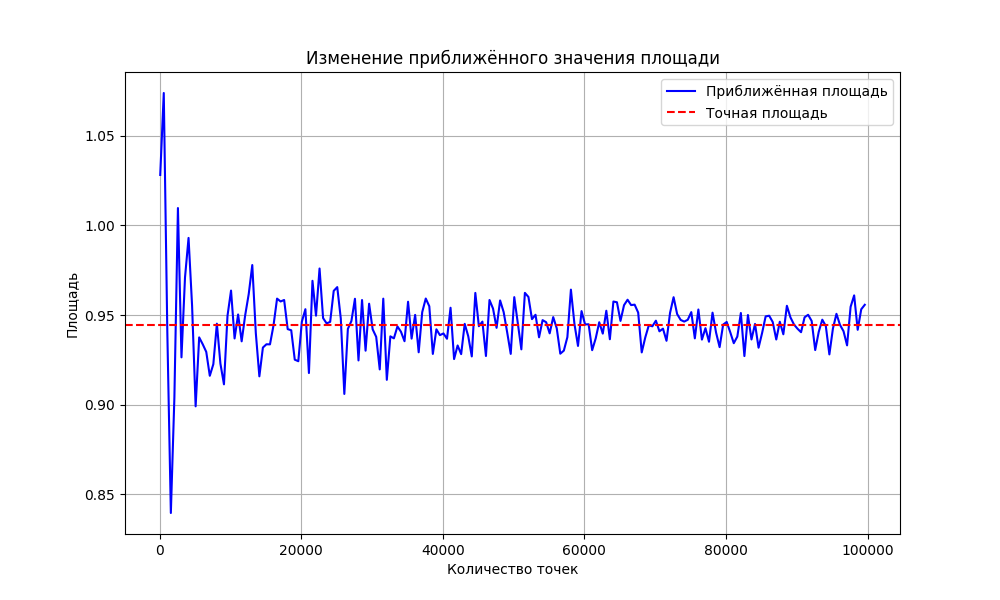 Изменение приближённого значения площади
Приближённая площадь
Точная площадь
Площадь
1.05
1.00
0.95
0.90
0.85
0
20000
40000
60000
80000
100000
Количество точек